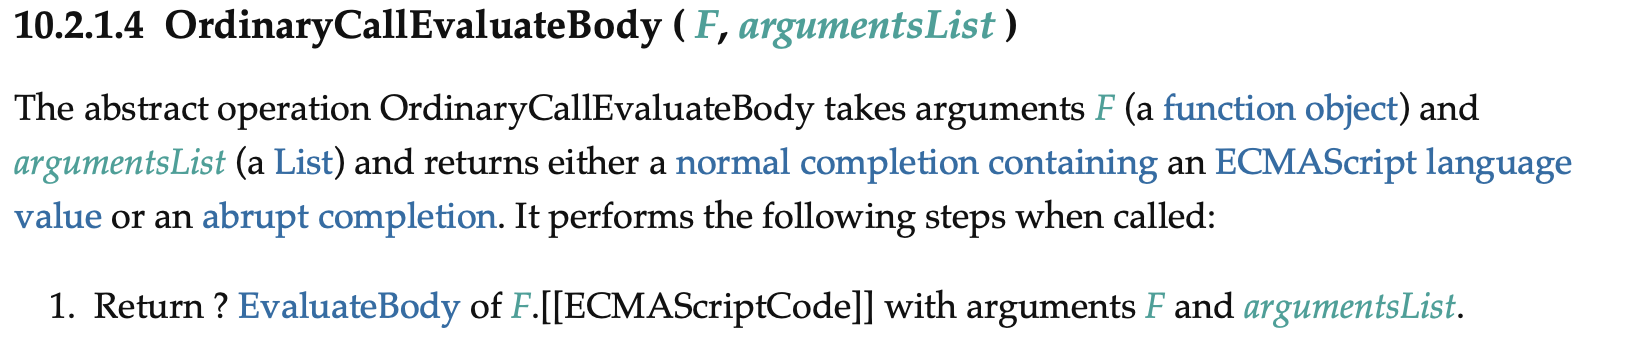 10.2.1.4 OrdinaryCallEvaluateBody ( F, argumentsList )
The abstract operation OrdinaryCallEvaluateBody takes arguments F (a function object) and
argumentsList (a List) and returns either a normal completion containing an ECMAScript language
value or an abrupt completion. It performs the following steps when called:
1. Return ? EvaluateBody of F.[[ECMAScriptCode]] with arguments F and argumentsList.